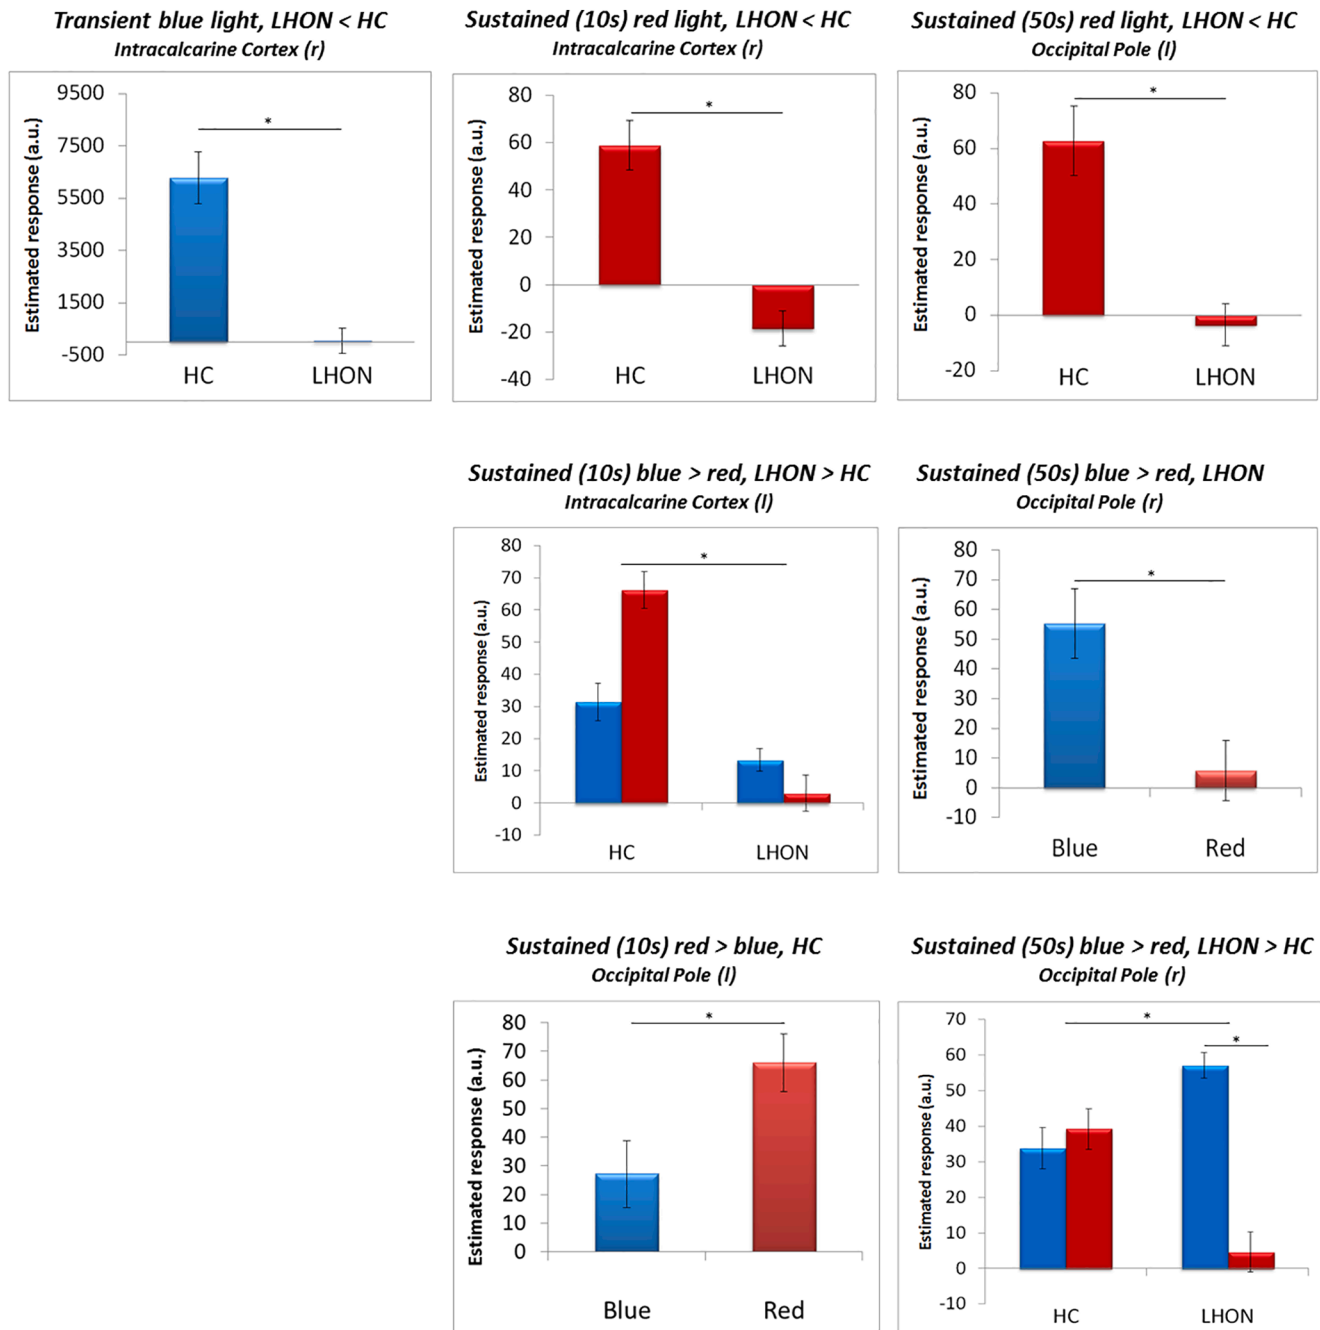 Transient blue light, LHON < HC
Intracalcarine Cortex (r)
Estimated response (a.u.)
9500
7500
5500
3500
1500
-500
*
HC LHON
Sustained (10s) red light, LHON < HC
Intracalcarine Cortex (r)
Estimated response (a.u.)
80
60
40
20
0
-20
-40
*
HC LHON
Sustained (50s) red light, LHON < HC
Occipital Pole (l)
Estimated response (a.u.)
80
60
40
20
0
-20
*
HC LHON
Sustained (10s) blue > red, LHON > HC
Intracalcarine Cortex (l)
Estimated response (a.u.)
80
70
60
50
40
30
20
10
0
-10
*
HC LHON
Sustained (50s) blue > red, LHON
Occipital Pole (r)
Estimated response (a.u.)
80
70
60
50
40
30
20
10
0
-10
*
Blue Red
Sustained (10s) red > blue, HC
Occipital Pole (l)
Estimated response (a.u.)
80
70
60
50
40
30
20
10
0
*
Blue Red
Sustained (50s) blue > red, LHON > HC
Occipital Pole (r)
Estimated response (a.u.)
70
60
50
40
30
20
10
0
-10
*
*
HC LHON